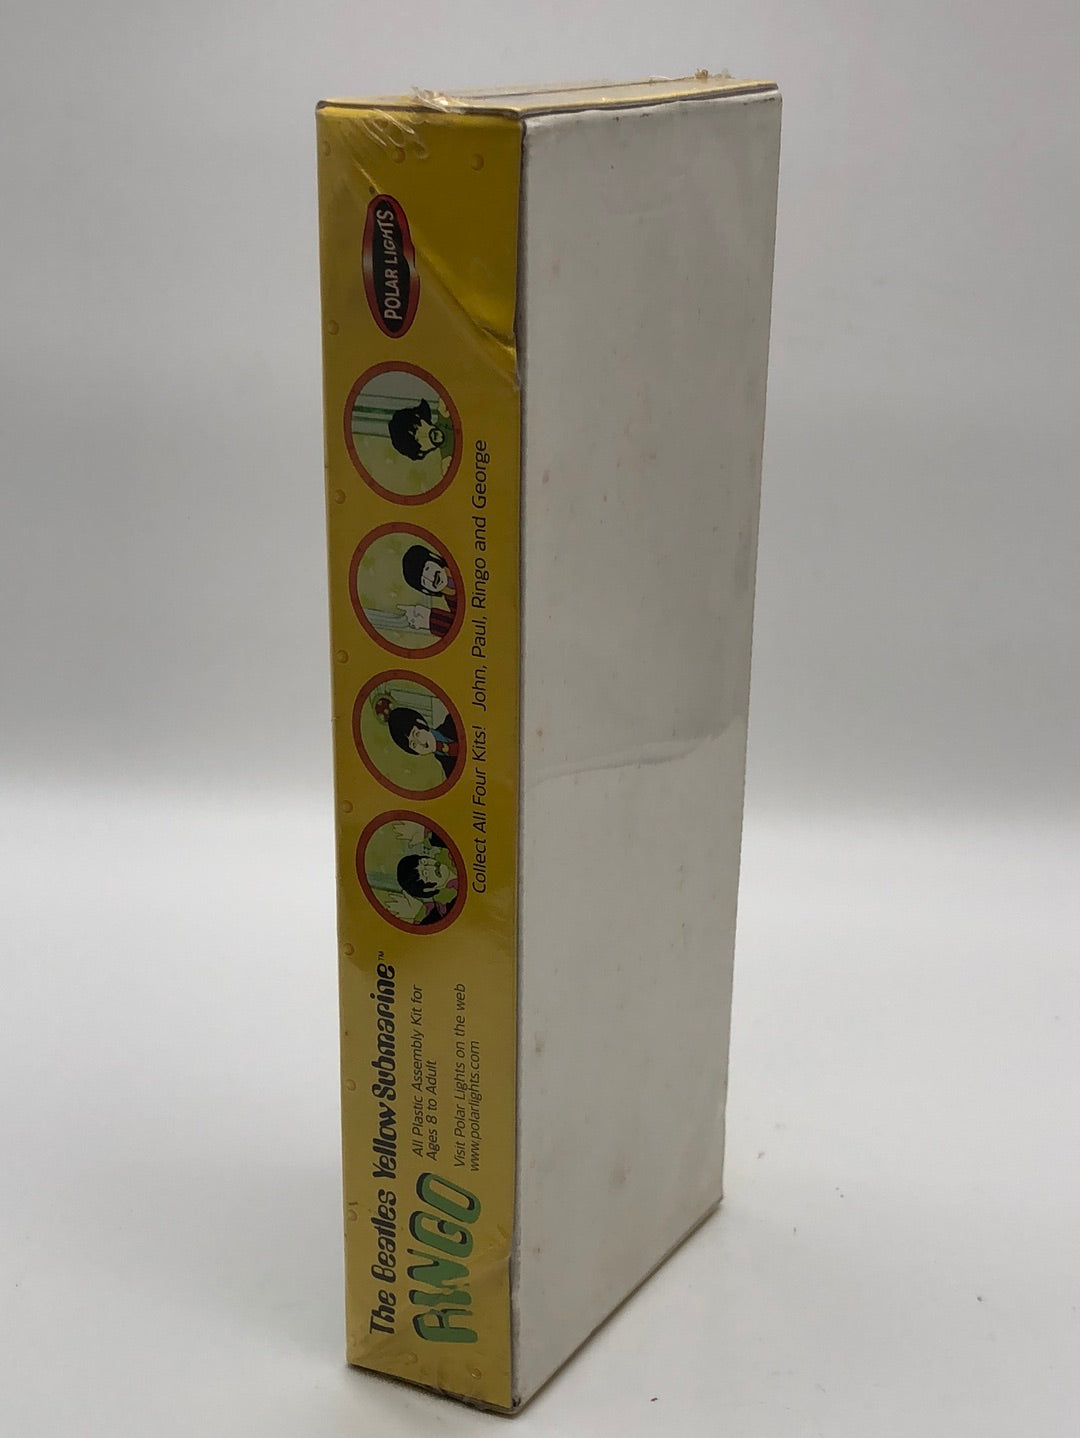 The Beatles Yellow Submarine™
RINGO
All Plastic Assembly Kit for
Ages 8 to Adult
Visit Polar Lights on the web
www.polarlights.com
Collect All Four Kits! John, Paul, Ringo and George
POLAR LIGHTS